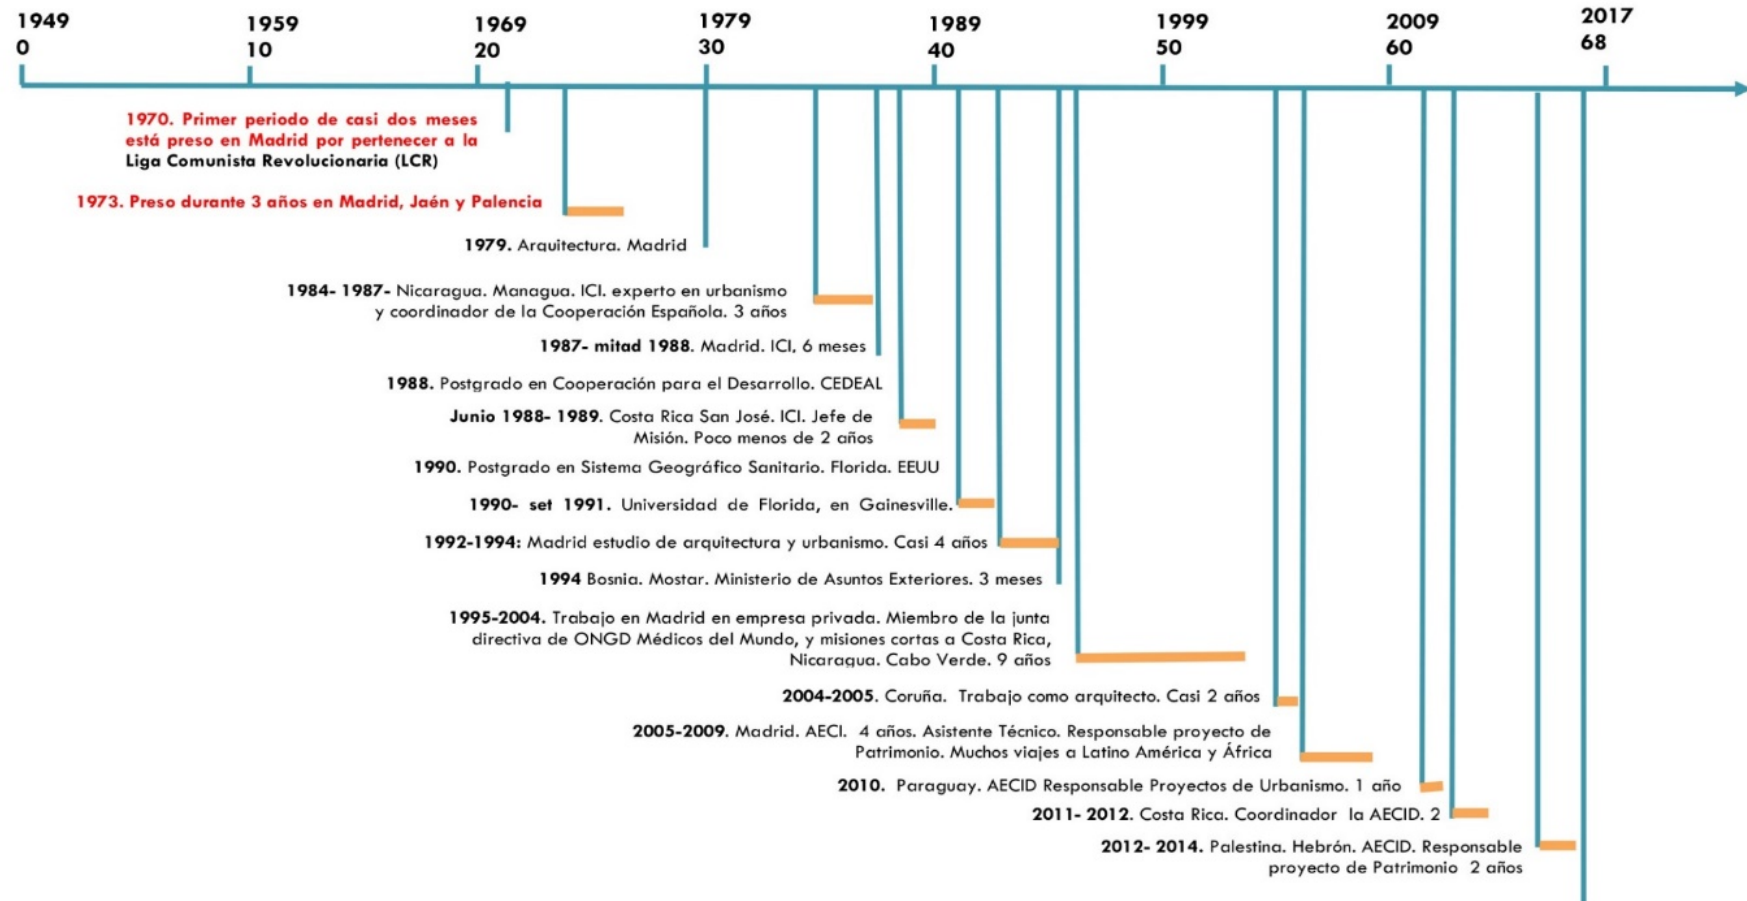 1949 1959 1969 1979 1989 1999 2009 2017
0 10 20 30 40 50 60 68
1970. Primer periodo de casi dos meses
está preso en Madrid por pertenecer a la
Liga Comunista Revolucionaria (LCR)
1973. Preso durante 3 años en Madrid, Jaén y Palencia
1979. Arquitectura. Madrid
1984- 1987- Nicaragua. Managua. ICI. experto en urbanismo
y coordinador de la Cooperación Española. 3 años
1987- mitad 1988. Madrid. ICI, 6 meses
1988. Postgrado en Cooperación para el Desarrollo. CEDEAL
Junio 1988- 1989. Costa Rica San José. ICI. Jefe de
Misión. Poco menos de 2 años
1990. Postgrado en Sistema Geográfico Sanitario. Florida. EEUU
1990- set 1991. Universidad de Florida, en Gainesville.
1992-1994: Madrid estudio de arquitectura y urbanismo. Casi 4 años
1994 Bosnia. Mostar. Ministerio de Asuntos Exteriores. 3 meses
1995-2004. Trabajo en Madrid en empresa privada. Miembro de la junta
directiva de ONGD Médicos del Mundo, y misiones cortas a Costa Rica,
Nicaragua. Cabo Verde. 9 años
2004-2005. Coruña. Trabajo como arquitecto. Casi 2 años
2005-2009. Madrid. AECI. 4 años. Asistente Técnico. Responsable proyecto de
Patrimonio. Muchos viajes a Latino América y África
2010. Paraguay. AECID Responsable Proyectos de Urbanismo. 1 año
2011- 2012. Costa Rica. Coordinador la AECID. 2
2012- 2014. Palestina. Hebrón. AECID. Responsable
proyecto de Patrimonio 2 años